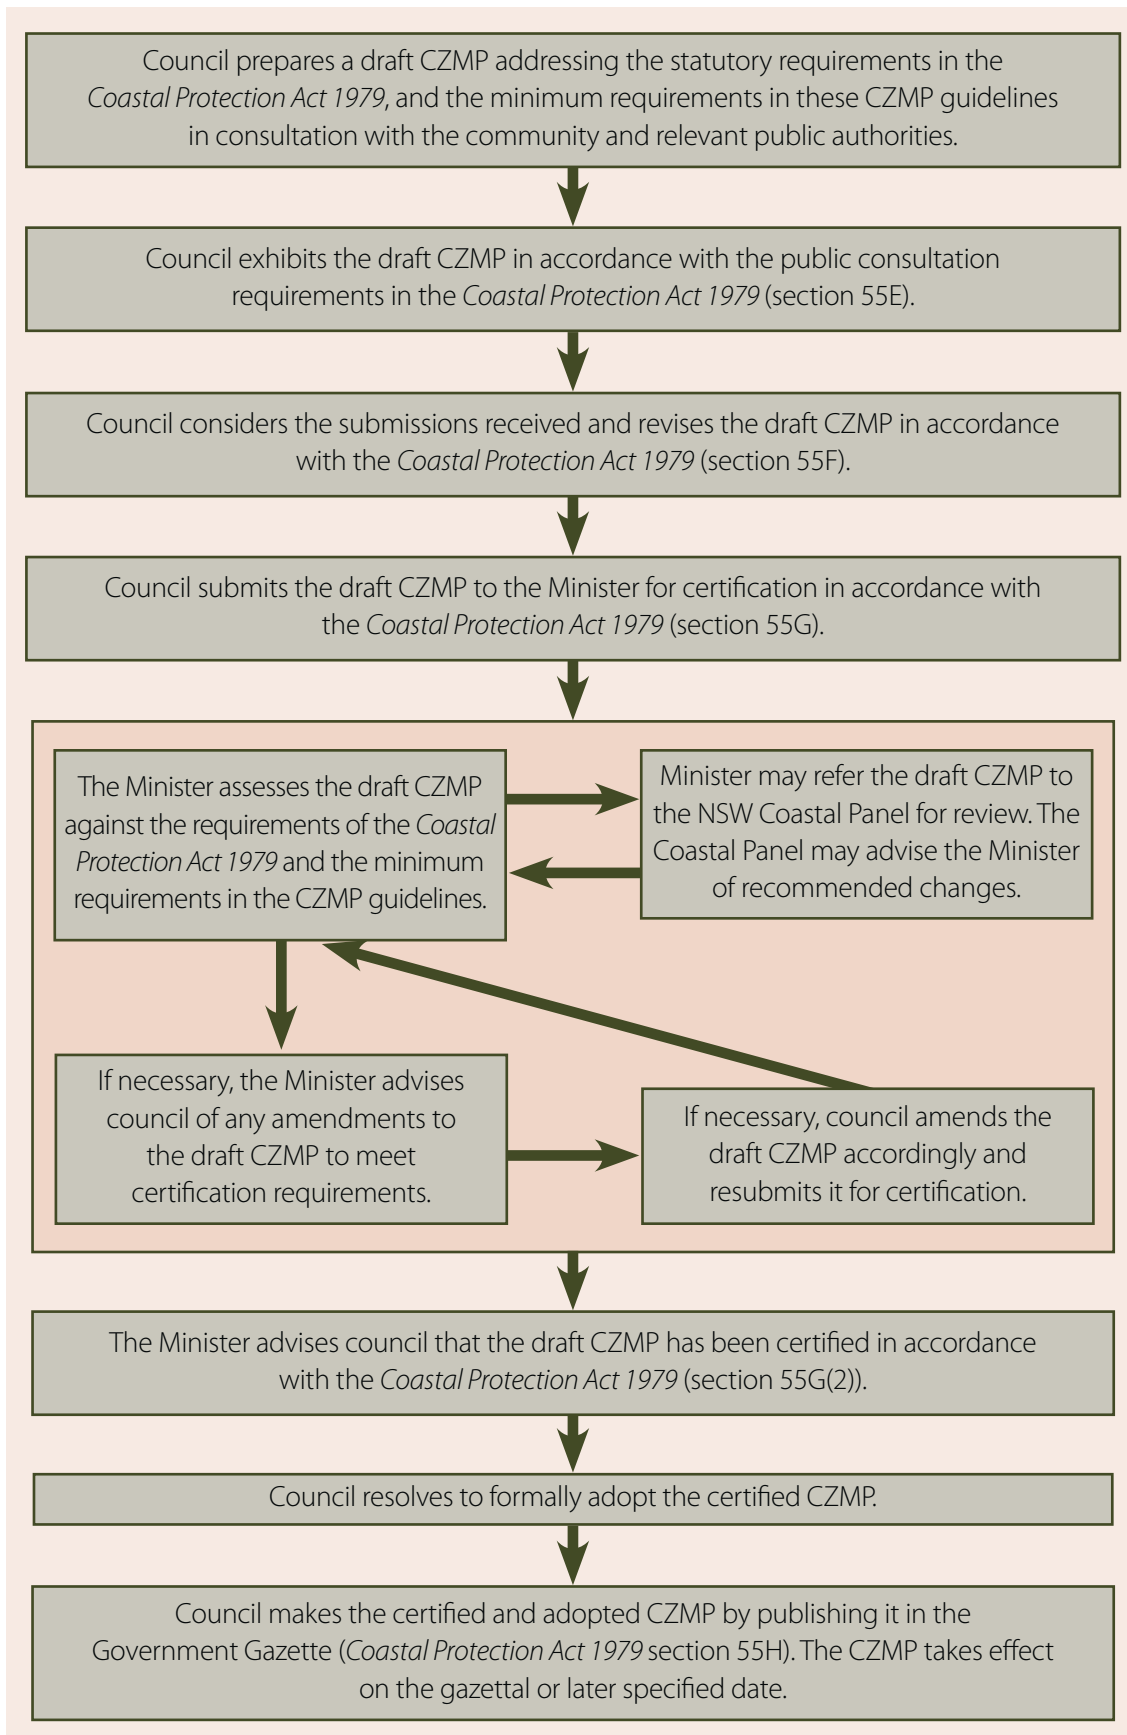 Council prepares a draft CZMP addressing the statutory requirements in the
Coastal Protection Act 1979, and the minimum requirements in these CZMP guidelines
in consultation with the community and relevant public authorities.
Council exhibits the draft CZMP in accordance with the public consultation
requirements in the Coastal Protection Act 1979 (section 55E).
Council considers the submissions received and revises the draft CZMP in accordance
with the Coastal Protection Act 1979 (section 55F).
Council submits the draft CZMP to the Minister for certification in accordance with
the Coastal Protection Act 1979 (section 55G).
The Minister assesses the draft CZMP
against the requirements of the Coastal
Protection Act 1979 and the minimum
requirements in the CZMP guidelines.
Minister may refer the draft CZMP to
the NSW Coastal Panel for review. The
Coastal Panel may advise the Minister
of recommended changes.
If necessary, the Minister advises
council of any amendments to
the draft CZMP to meet
certification requirements.
If necessary, council amends the
draft CZMP accordingly and
resubmits it for certification.
The Minister advises council that the draft CZMP has been certified in accordance
with the Coastal Protection Act 1979 (section 55G(2)).
Council resolves to formally adopt the certified CZMP.
Council makes the certified and adopted CZMP by publishing it in the
Government Gazette (Coastal Protection Act 1979 section 55H). The CZMP takes effect
on the gazettal or later specified date.